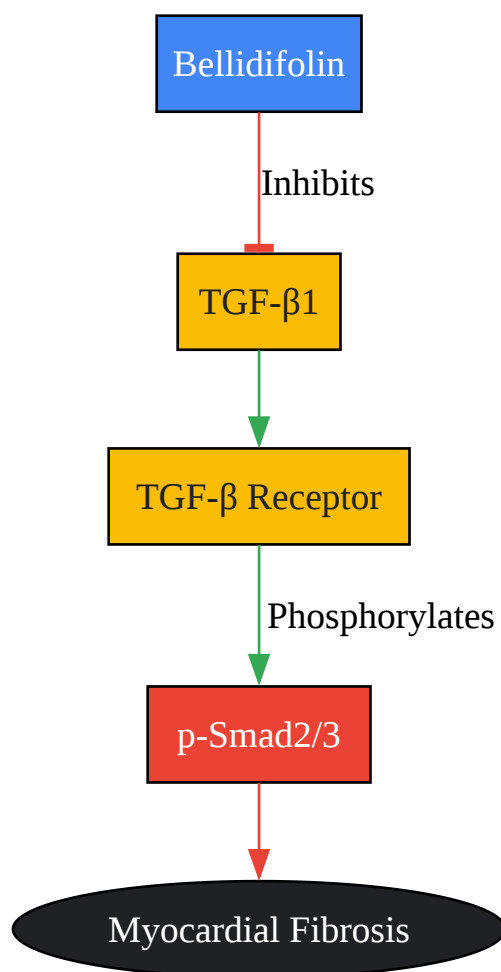 Bellidifolin
Inhibits
TGF-β1
TGF-β Receptor
Phosphorylates
p-Smad2/3
Myocardial Fibrosis